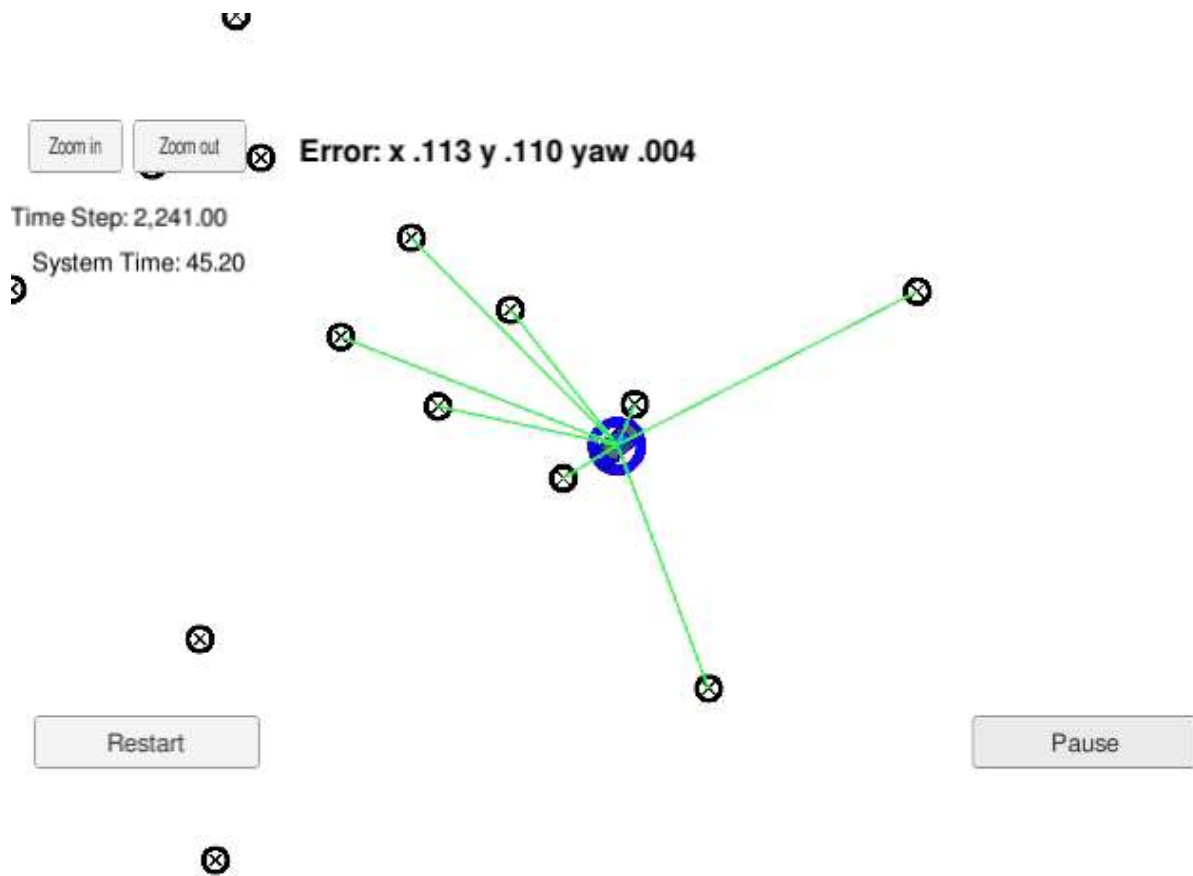 Zoom in
Zoom out
Error: x .113 y .110 yaw .004
Time Step: 2,241.00
System Time: 45.20
Restart
Pause